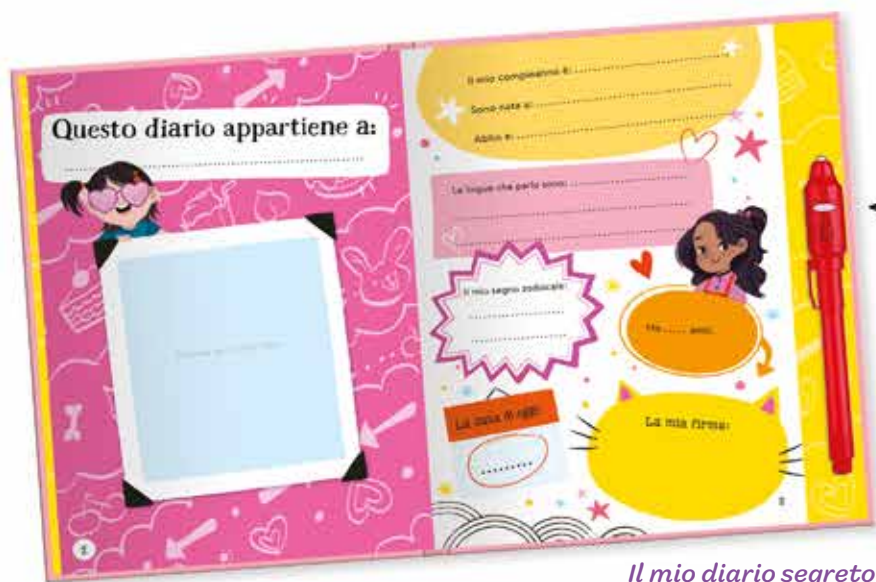 Questo diario appartiene a:
Il mio compleanno è:
Sono nata a:
Abito a:
Le lingue che parlo sono:
Il mio segno zodiacale:
Ho ..... anni.
La data di oggi:
La mia firma:
2
Il mio diario segreto